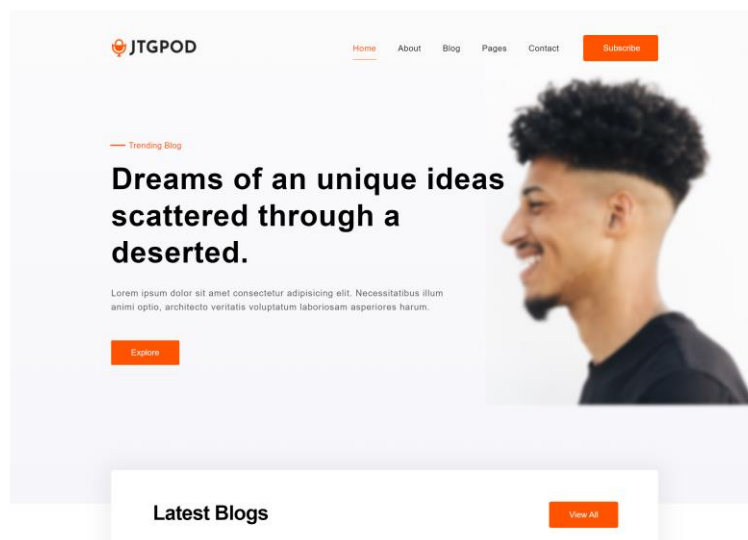 JTGPOD
Home About Blog Pages Contact Subscribe
Trending Blog
Dreams of an unique ideas
scattered through a
deserted.
Lorem ipsum dolor sit amet consectetur adipisicing elit. Necessitatibus illum
animi optio, architecto veritatis voluptatum laboriosam asperiores harum.
Explore
Latest Blogs
View All